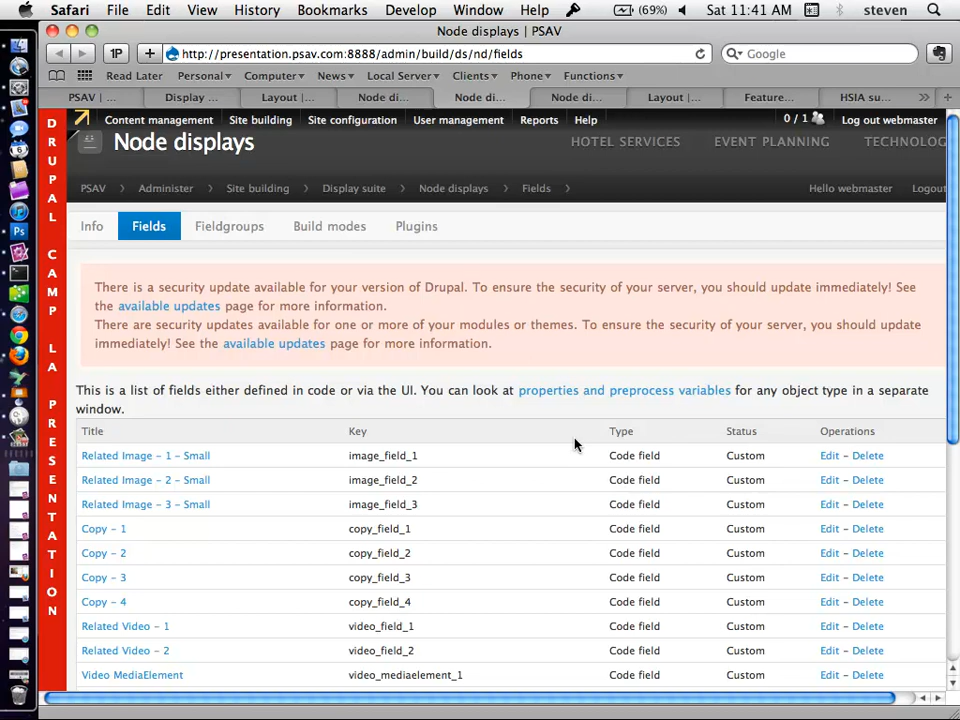 Safari File Edit View History Bookmarks Develop Window Help (69%) Sat 11:41 AM steven
Node displays | PSAV
1P + http://presentation.psav.com:8888/admin/build/ds/nd/fields Google
Read Later Personal Computer News Local Server Clients Phone Functions
PSAV | ... Display ... Layout |... Node di... Node di... Node di... Layout |... Feature... HSIA su... » +
DRUPAL CAMP LA PRESENTATION
Content management Site building Site configuration User management Reports Help 0 / 1 Log out webmaster
Node displays HOTEL SERVICES EVENT PLANNING TECHNOLOG
PSAV Administer Site building Display suite Node displays Fields Hello webmaster Logout
Info Fields Fieldgroups Build modes Plugins
There is a security update available for your version of Drupal. To ensure the security of your server, you should update immediately! See
the available updates page for more information.
There are security updates available for one or more of your modules or themes. To ensure the security of your server, you should update
immediately! See the available updates page for more information.
This is a list of fields either defined in code or via the UI. You can look at properties and preprocess variables for any object type in a separate
window.
Title Key Type Status Operations
Related Image - 1 - Small image_field_1 Code field Custom Edit - Delete
Related Image - 2 - Small image_field_2 Code field Custom Edit - Delete
Related Image - 3 - Small image_field_3 Code field Custom Edit - Delete
Copy - 1 copy_field_1 Code field Custom Edit - Delete
Copy - 2 copy_field_2 Code field Custom Edit - Delete
Copy - 3 copy_field_3 Code field Custom Edit - Delete
Copy - 4 copy_field_4 Code field Custom Edit - Delete
Related Video - 1 video_field_1 Code field Custom Edit - Delete
Related Video - 2 video_field_2 Code field Custom Edit - Delete
Video MediaElement video_mediaelement_1 Code field Custom Edit - Delete